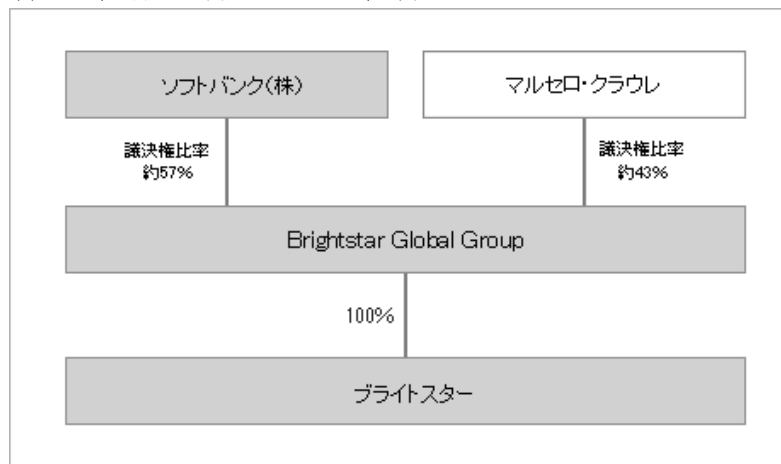 ソフトバンク(株)
マルセロ・クラウレ
議決権比率
約57%
議決権比率
約43%
Brightstar Global Group
100%
ブライトスター